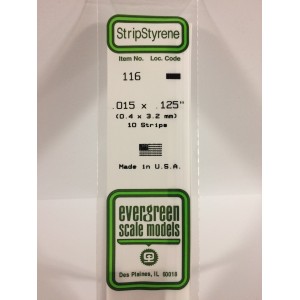 StripStyrene
Item No. Loc. Code
116
.015 x .125"
(0.4 x 3.2 mm)
10 Strips
Made in U.S.A.
evergreen
scale models
Des Plaines, IL 60018